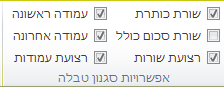 שורת כותרת
עמודה ראשונה
שורת סכום כולל
עמודה אחרונה
רצועת שורות
רצועת עמודות
אפשרויות סגנון טבלה